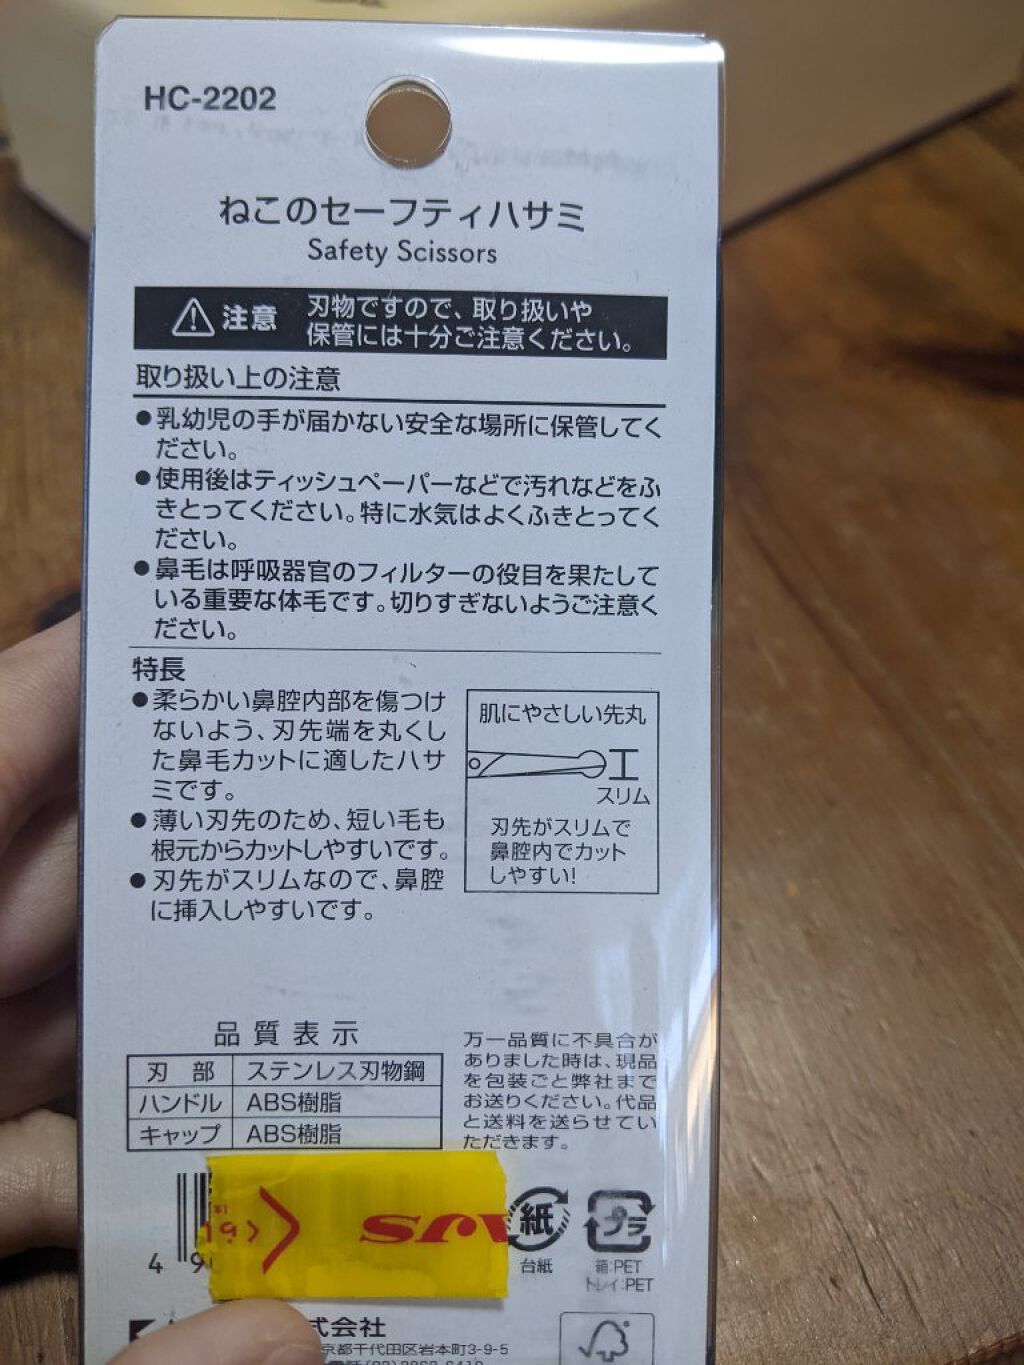 HC-2202
ねこのセーフティハサミ
Safety Scissors
注意
刃物ですので、取り扱いや
保管には十分ご注意ください。
取り扱い上の注意
●乳幼児の手が届かない安全な場所に保管してく
ださい。
●使用後はティッシュペーパーなどで汚れなどをふ
きとってください。特に水気はよくふきとってく
ださい。
●鼻毛は呼吸器官のフィルターの役目を果たして
いる重要な体毛です。切りすぎないようご注意く
ださい。
特長
●柔らかい鼻腔内部を傷つけ
ないよう、刃先端を丸くし
た鼻毛カットに適したハサ
ミです。
●薄い刃先のため、短い毛も
根元からカットしやすいです。
●刃先がスリムなので、鼻腔
に挿入しやすいです。
肌にやさしい先丸
スリム
刃先がスリムで
鼻腔内でカット
しやすい!
品質表示
刃部 ステンレス刃物鋼
ハンドル ABS樹脂
キャップ ABS樹脂
万一品質に不具合が
ありました時は、現品
を包装ごと弊社まで
お送りください。代品
と送料を送らせてい
ただきます。
4 9
紙
台紙
プラ
箱:PET
トレイ:PET
式会社
京都千代田区岩本町3-9-5